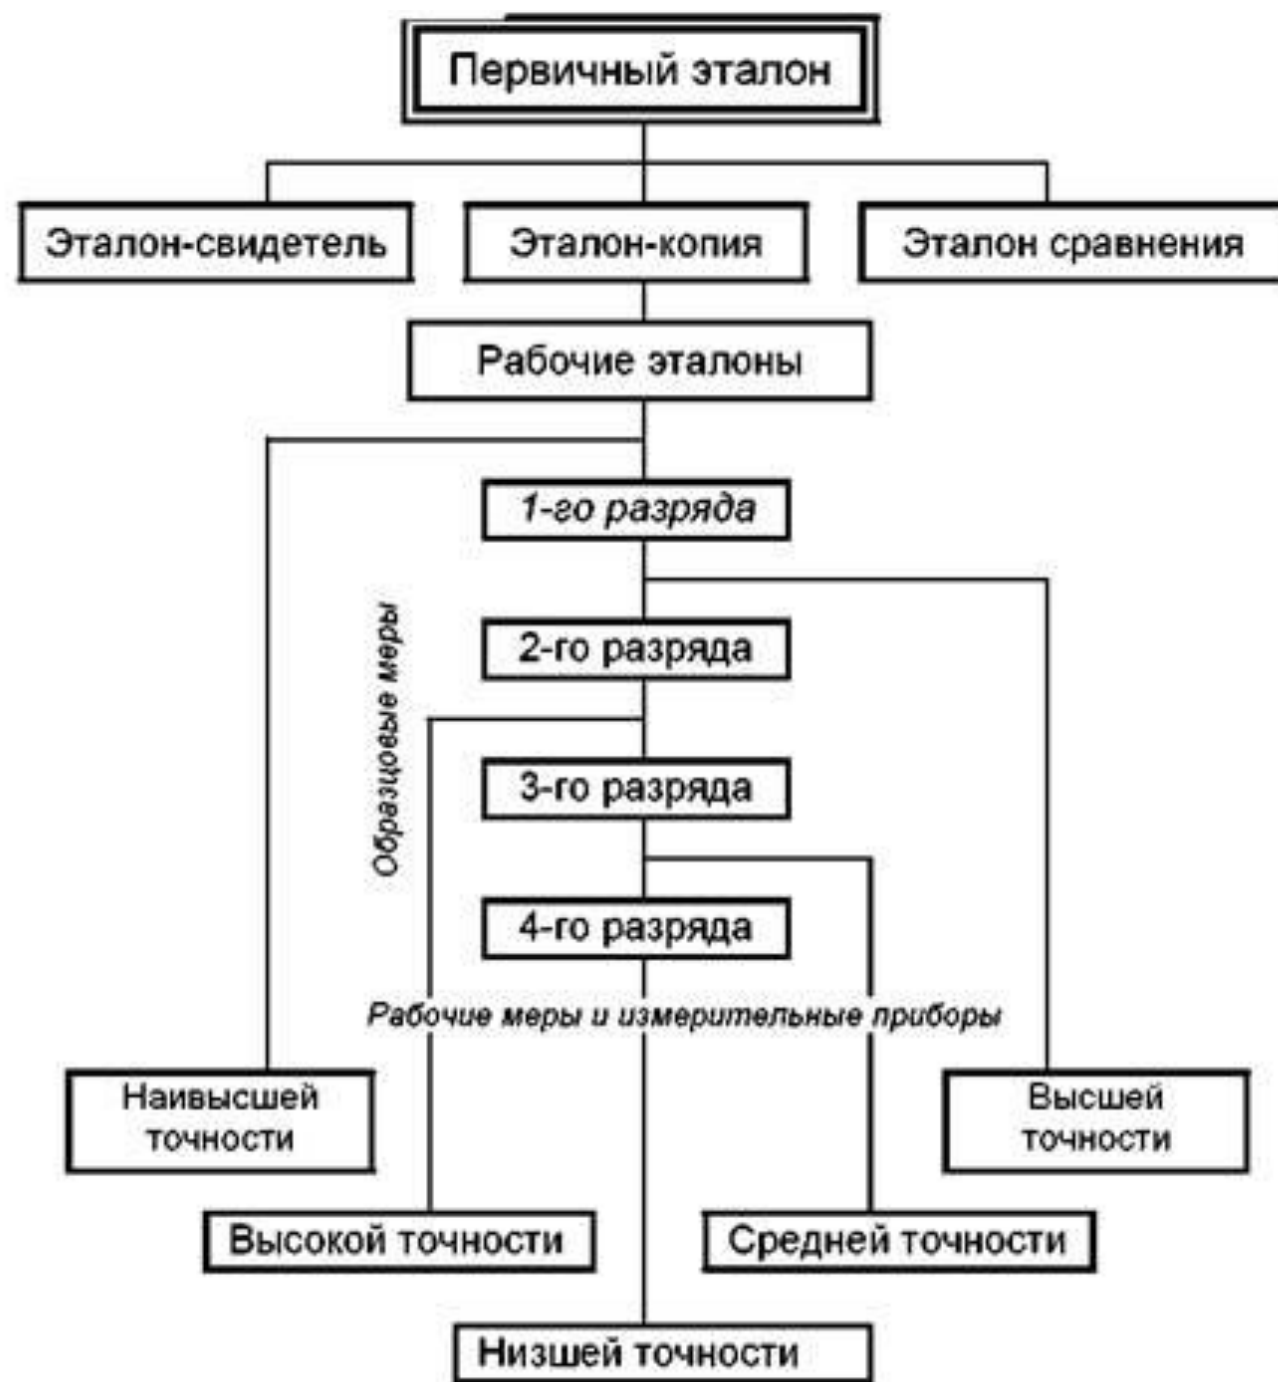 Первичный эталон
Эталон-свидетель
Эталон-копия
Эталон сравнения
Рабочие эталоны
1-го разряда
2-го разряда
Образцовые меры
3-го разряда
4-го разряда
Рабочие меры и измерительные приборы
Наивысшей
точности
Высшей
точности
Высокой точности
Средней точности
Низшей точности